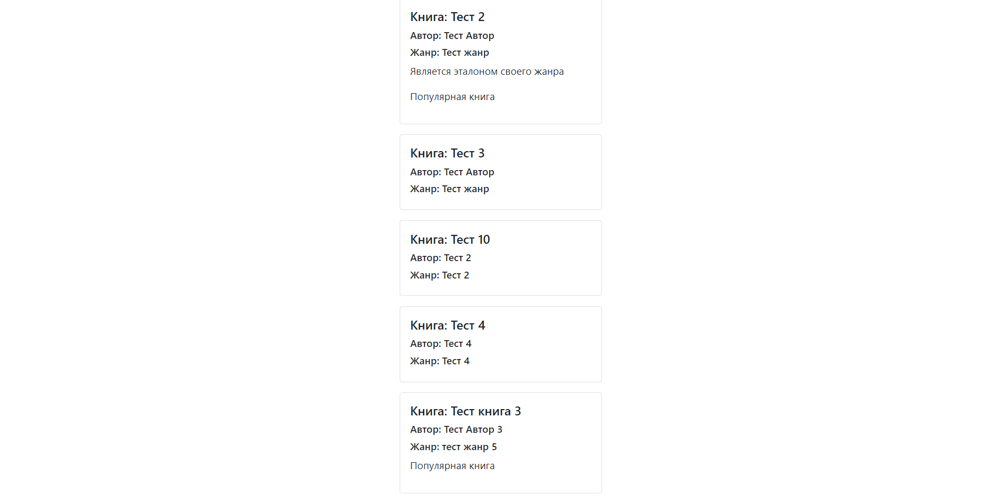 Книга: Тест 2
Автор: Тест Автор
Жанр: Тест жанр
Является эталоном своего жанра
Популярная книга
Книга: Тест 3
Автор: Тест Автор
Жанр: Тест жанр
Книга: Тест 10
Автор: Тест 2
Жанр: Тест 2
Книга: Тест 4
Автор: Тест 4
Жанр: Тест 4
Книга: Тест книга 3
Автор: Тест Автор 3
Жанр: тест жанр 5
Популярная книга